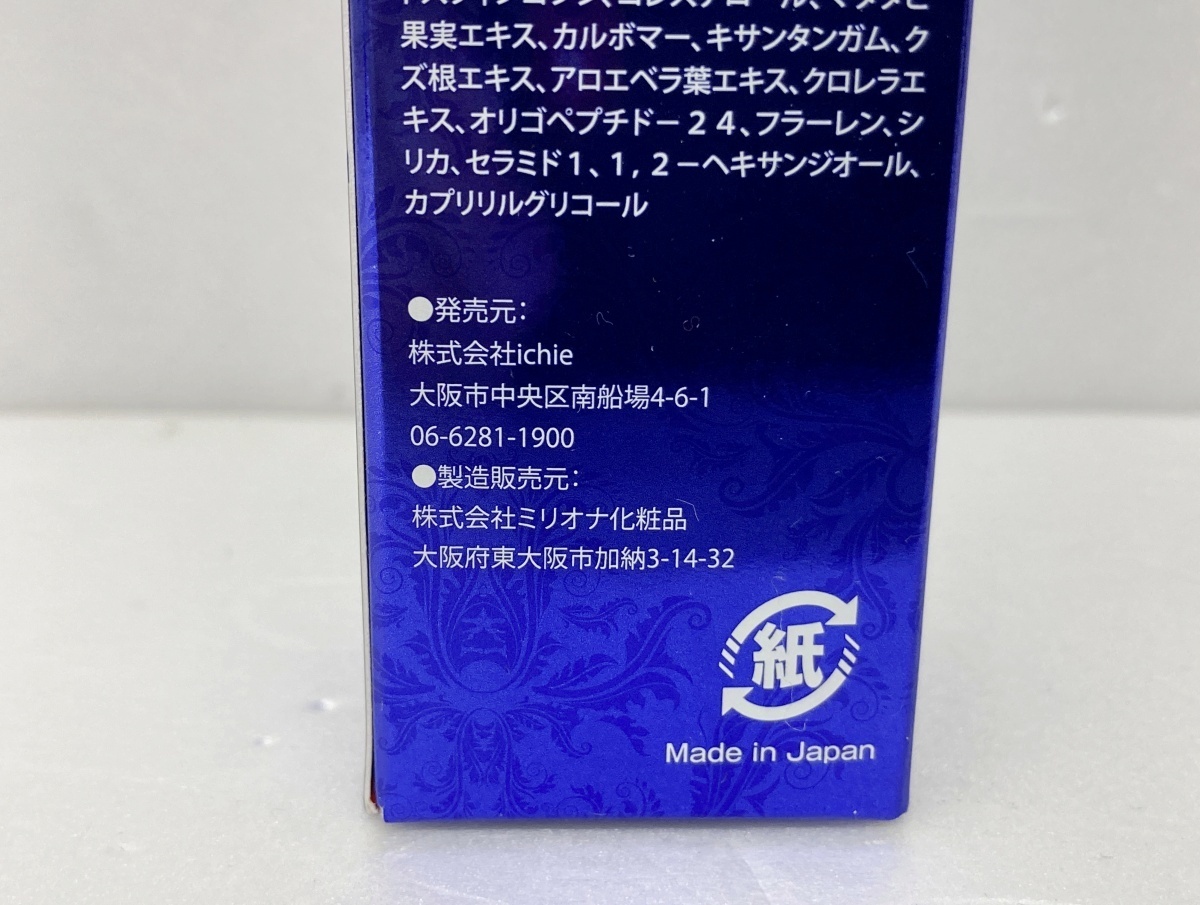 果実エキス、カルボマー、キサンタンガム、ク
ズ根エキス、アロエベラ葉エキス、クロレラエ
キス、オリゴペプチド－２４、フラーレン、シ
リカ、セラミド１、１，２－ヘキサンジオール、
カプリリルグリコール
●発売元：
株式会社ichie
大阪市中央区南船場4-6-1
06-6281-1900
●製造販売元：
株式会社ミリオナ化粧品
大阪府東大阪市加納3-14-32
紙
Made in Japan